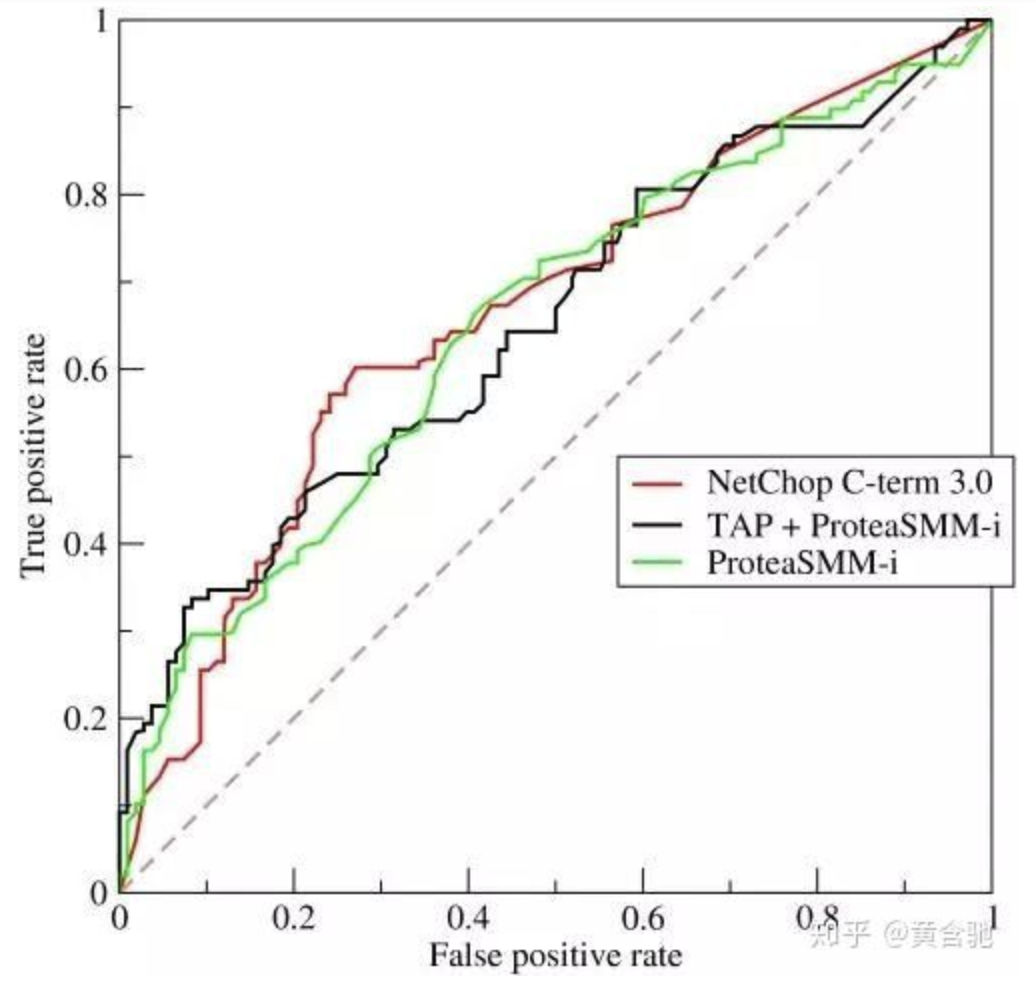 1
0.8
0.6
0.4
0.2
0
True positive rate
NetChop C-term 3.0
TAP + ProteaSMM-i
ProteaSMM-i
0 0.2 0.4 0.6 0.8 1
False positive rate
知乎 @黄含驰